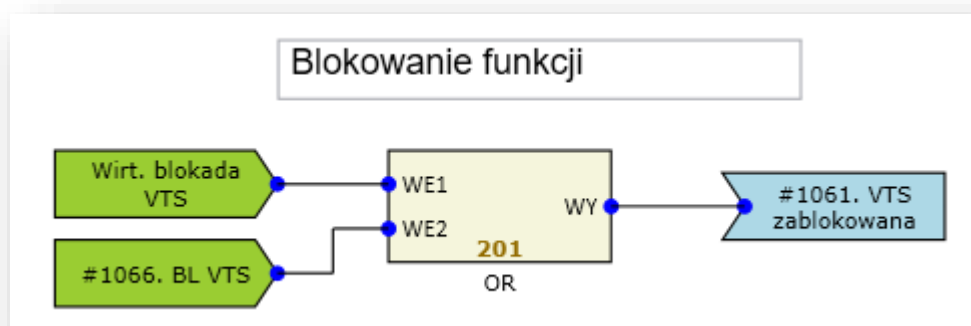 Blokowanie funkcji
Wirt. blokada
VTS
WE1
WE2
WY
201
OR
#1061. VTS
zablokowana
#1066. BL VTS